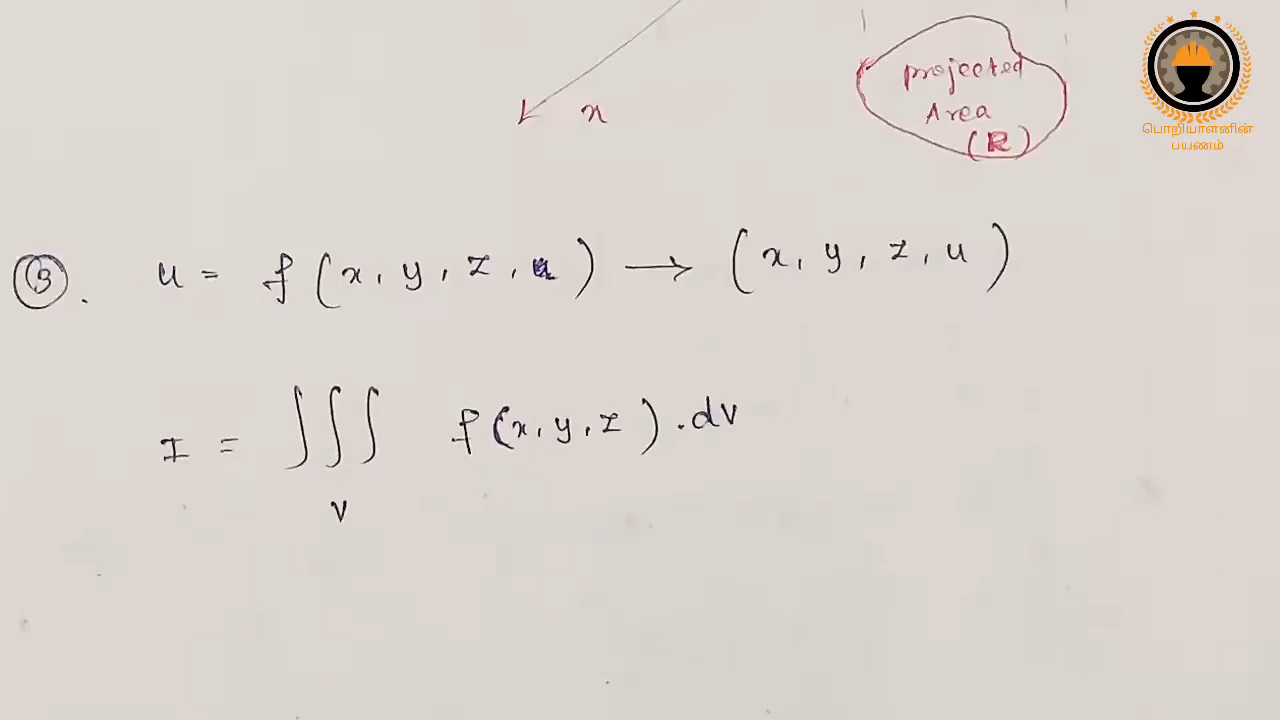 projected
Area
(R)
x
பொறியாளனின்
பயணம்
③. u = f(x, y, z, u) → (x, y, z, u)
I = ∫∫∫ f(x, y, z).dv
V